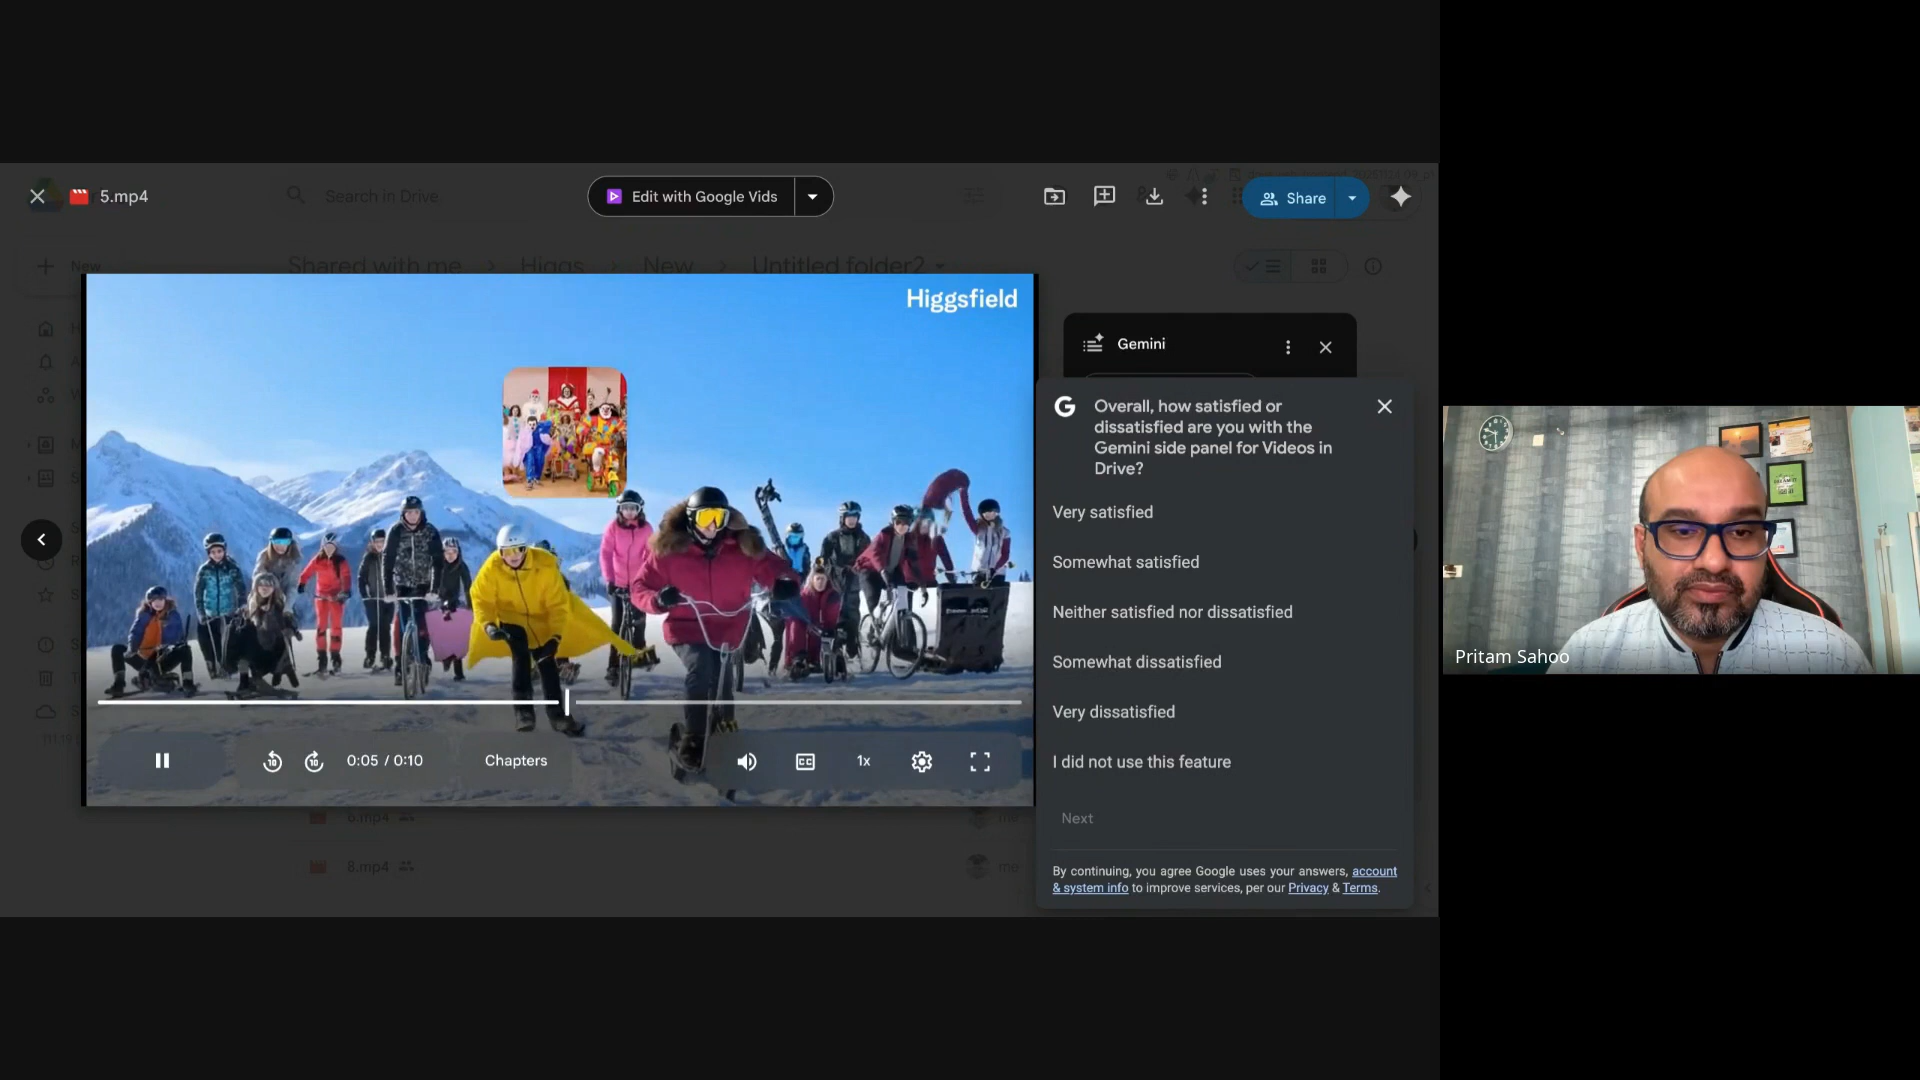 5.mp4
Search in Drive
Edit with Google Vids
Share
New
Shared with me > Higgs > New > Untitled folder2
Higgsfield
Gemini
Overall, how satisfied or
dissatisfied are you with the
Gemini side panel for Videos in
Drive?
Very satisfied
Somewhat satisfied
Neither satisfied nor dissatisfied
Somewhat dissatisfied
Very dissatisfied
I did not use this feature
Next
By continuing, you agree Google uses your answers, account
& system info to improve services, per our Privacy & Terms.
0:05 / 0:10
Chapters
1x
6.mp4
me
8.mp4
me
Pritam Sahoo